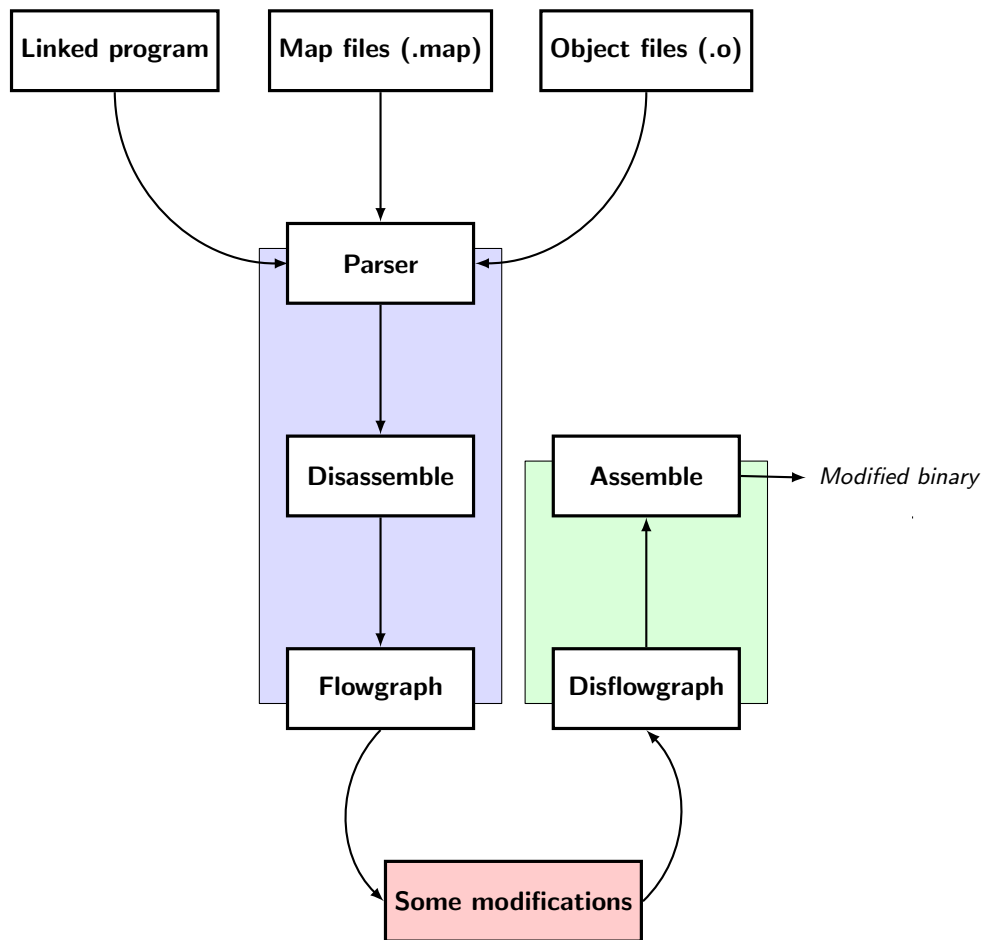 Linked program
Map files (.map)
Object files (.o)
Parser
Disassemble
Assemble
Modified binary
.
Flowgraph
Disflowgraph
Some modifications